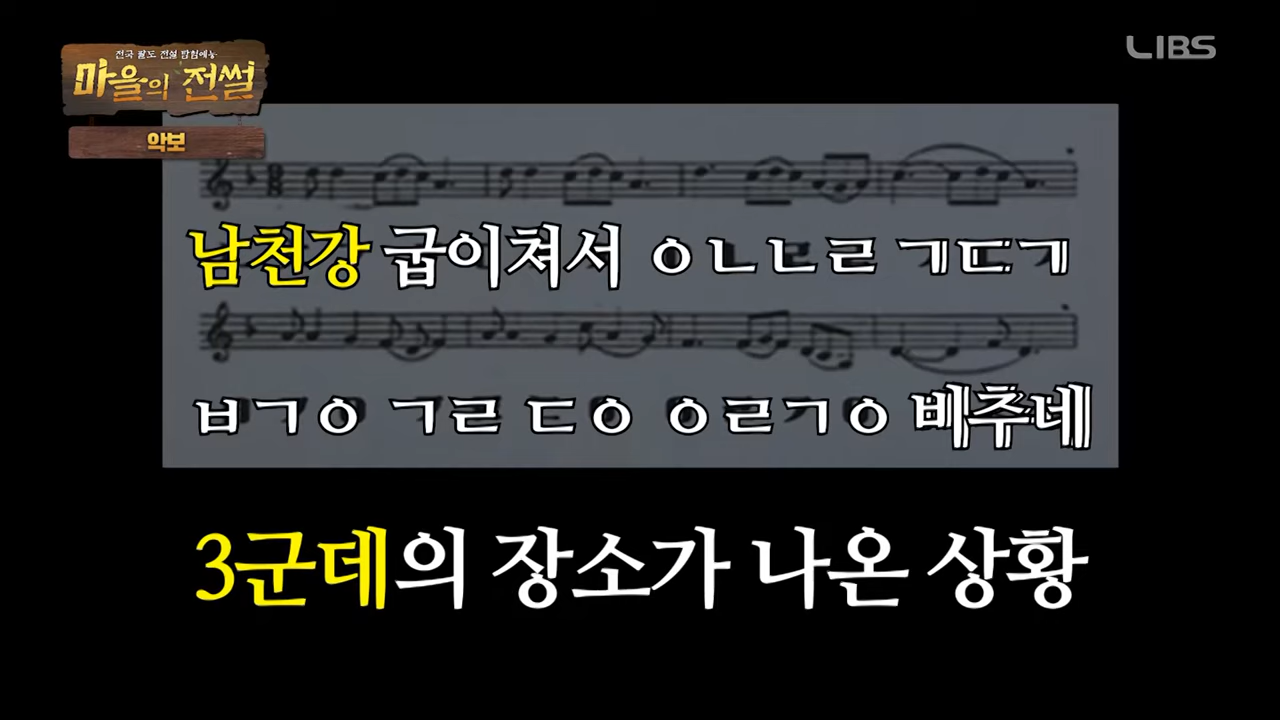 전국 팔도 전설 탐험예능
마을의 전썰
LIBS
악보
남천강 굽이쳐서 ㅇㄴㄴㄹ ㄱㄷㄱ
ㅂㄱㅇ ㄱㄹ ㄷㅇ ㅇㄹㄱㅇ 배추네
3군데의 장소가 나온 상황